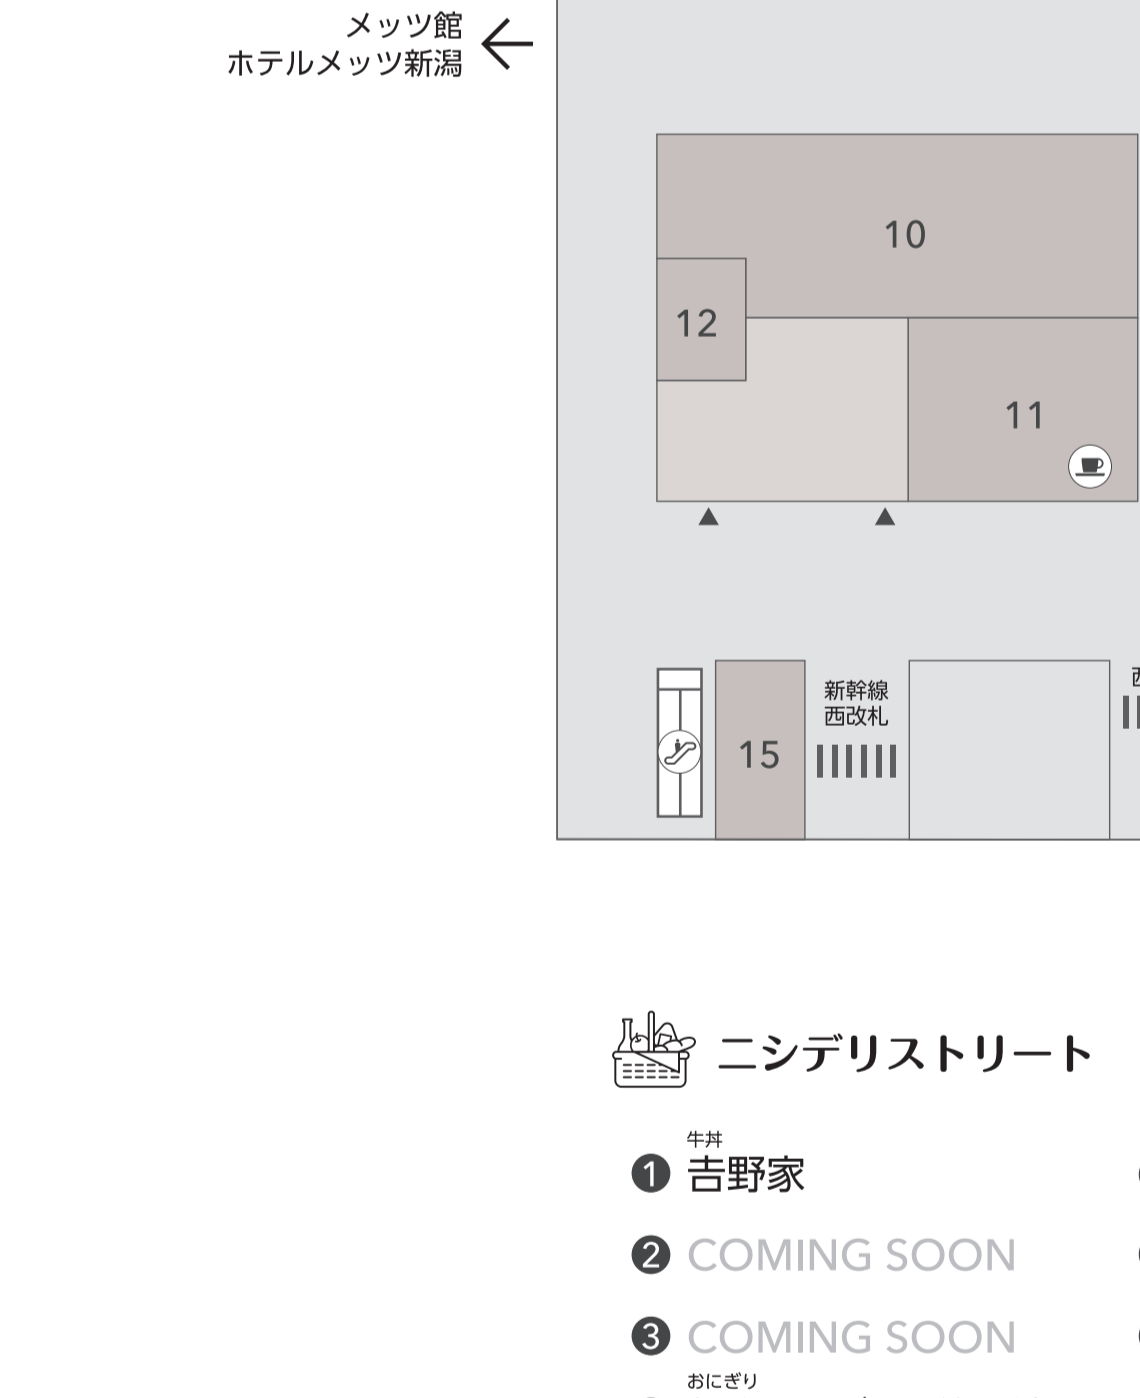 メッツ館
ホテルメッツ新潟
10
12
11
新幹線
西改札
15
ニシデリストリート
牛丼
1 𠮷野家
2 COMING SOON
3 COMING SOON
おにぎり